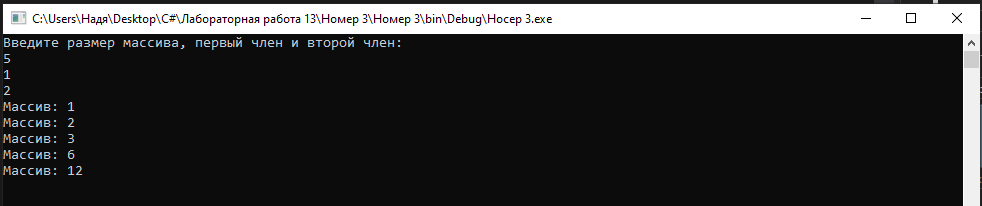 C:\Users\Надя\Desktop\C#\Лабораторная работа 13\Номер 3\Номер 3\bin\Debug\Носер 3.exe
Введите размер массива, первый член и второй член:
5
1
2
Массив: 1
Массив: 2
Массив: 3
Массив: 6
Массив: 12